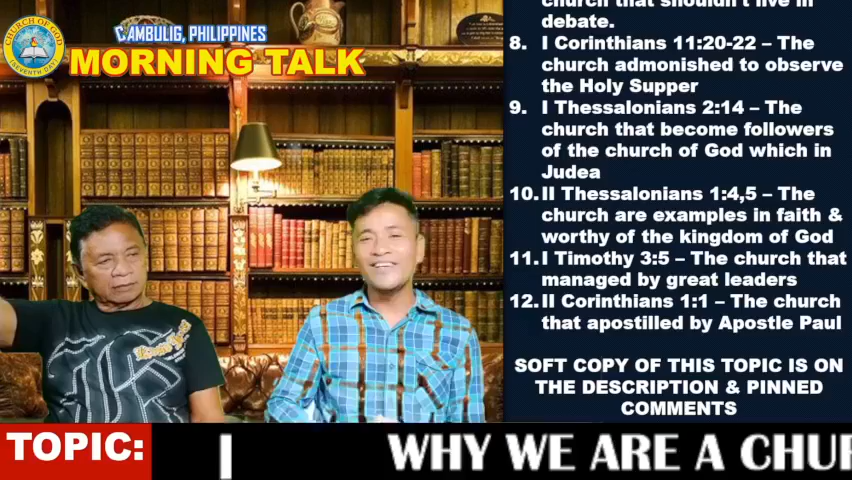 CHURCH OF GOD
(SEVENTH DAY)
CAMBULIG, PHILIPPINES
MORNING TALK
church that shouldn't live in
debate.
8. I Corinthians 11:20-22 – The
church admonished to observe
the Holy Supper
9. I Thessalonians 2:14 – The
church that become followers
of the church of God which in
Judea
10. II Thessalonians 1:4,5 – The
church are examples in faith &
worthy of the kingdom of God
11. I Timothy 3:5 – The church that
managed by great leaders
12. II Corinthians 1:1 – The church
that apostilled by Apostle Paul
SOFT COPY OF THIS TOPIC IS ON
THE DESCRIPTION & PINNED
COMMENTS
TOPIC: WHY WE ARE A CHUR